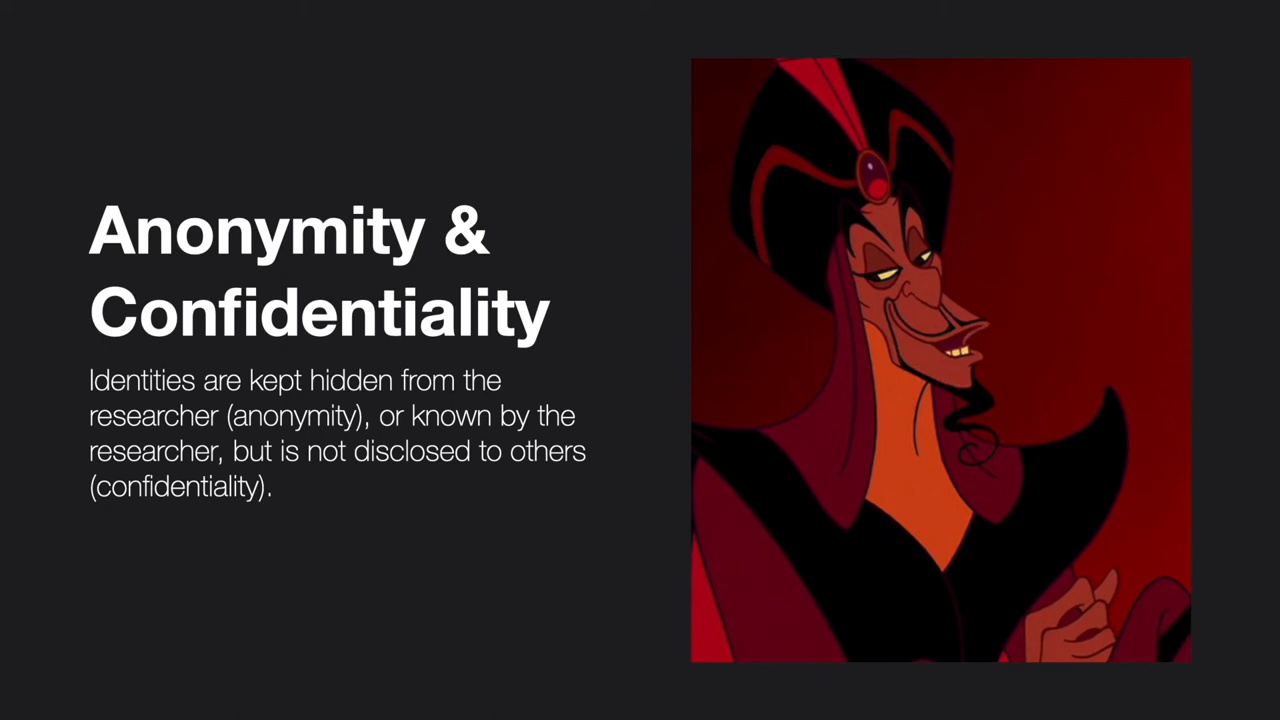 Anonymity &
Confidentiality
Identities are kept hidden from the
researcher (anonymity), or known by the
researcher, but is not disclosed to others
(confidentiality).